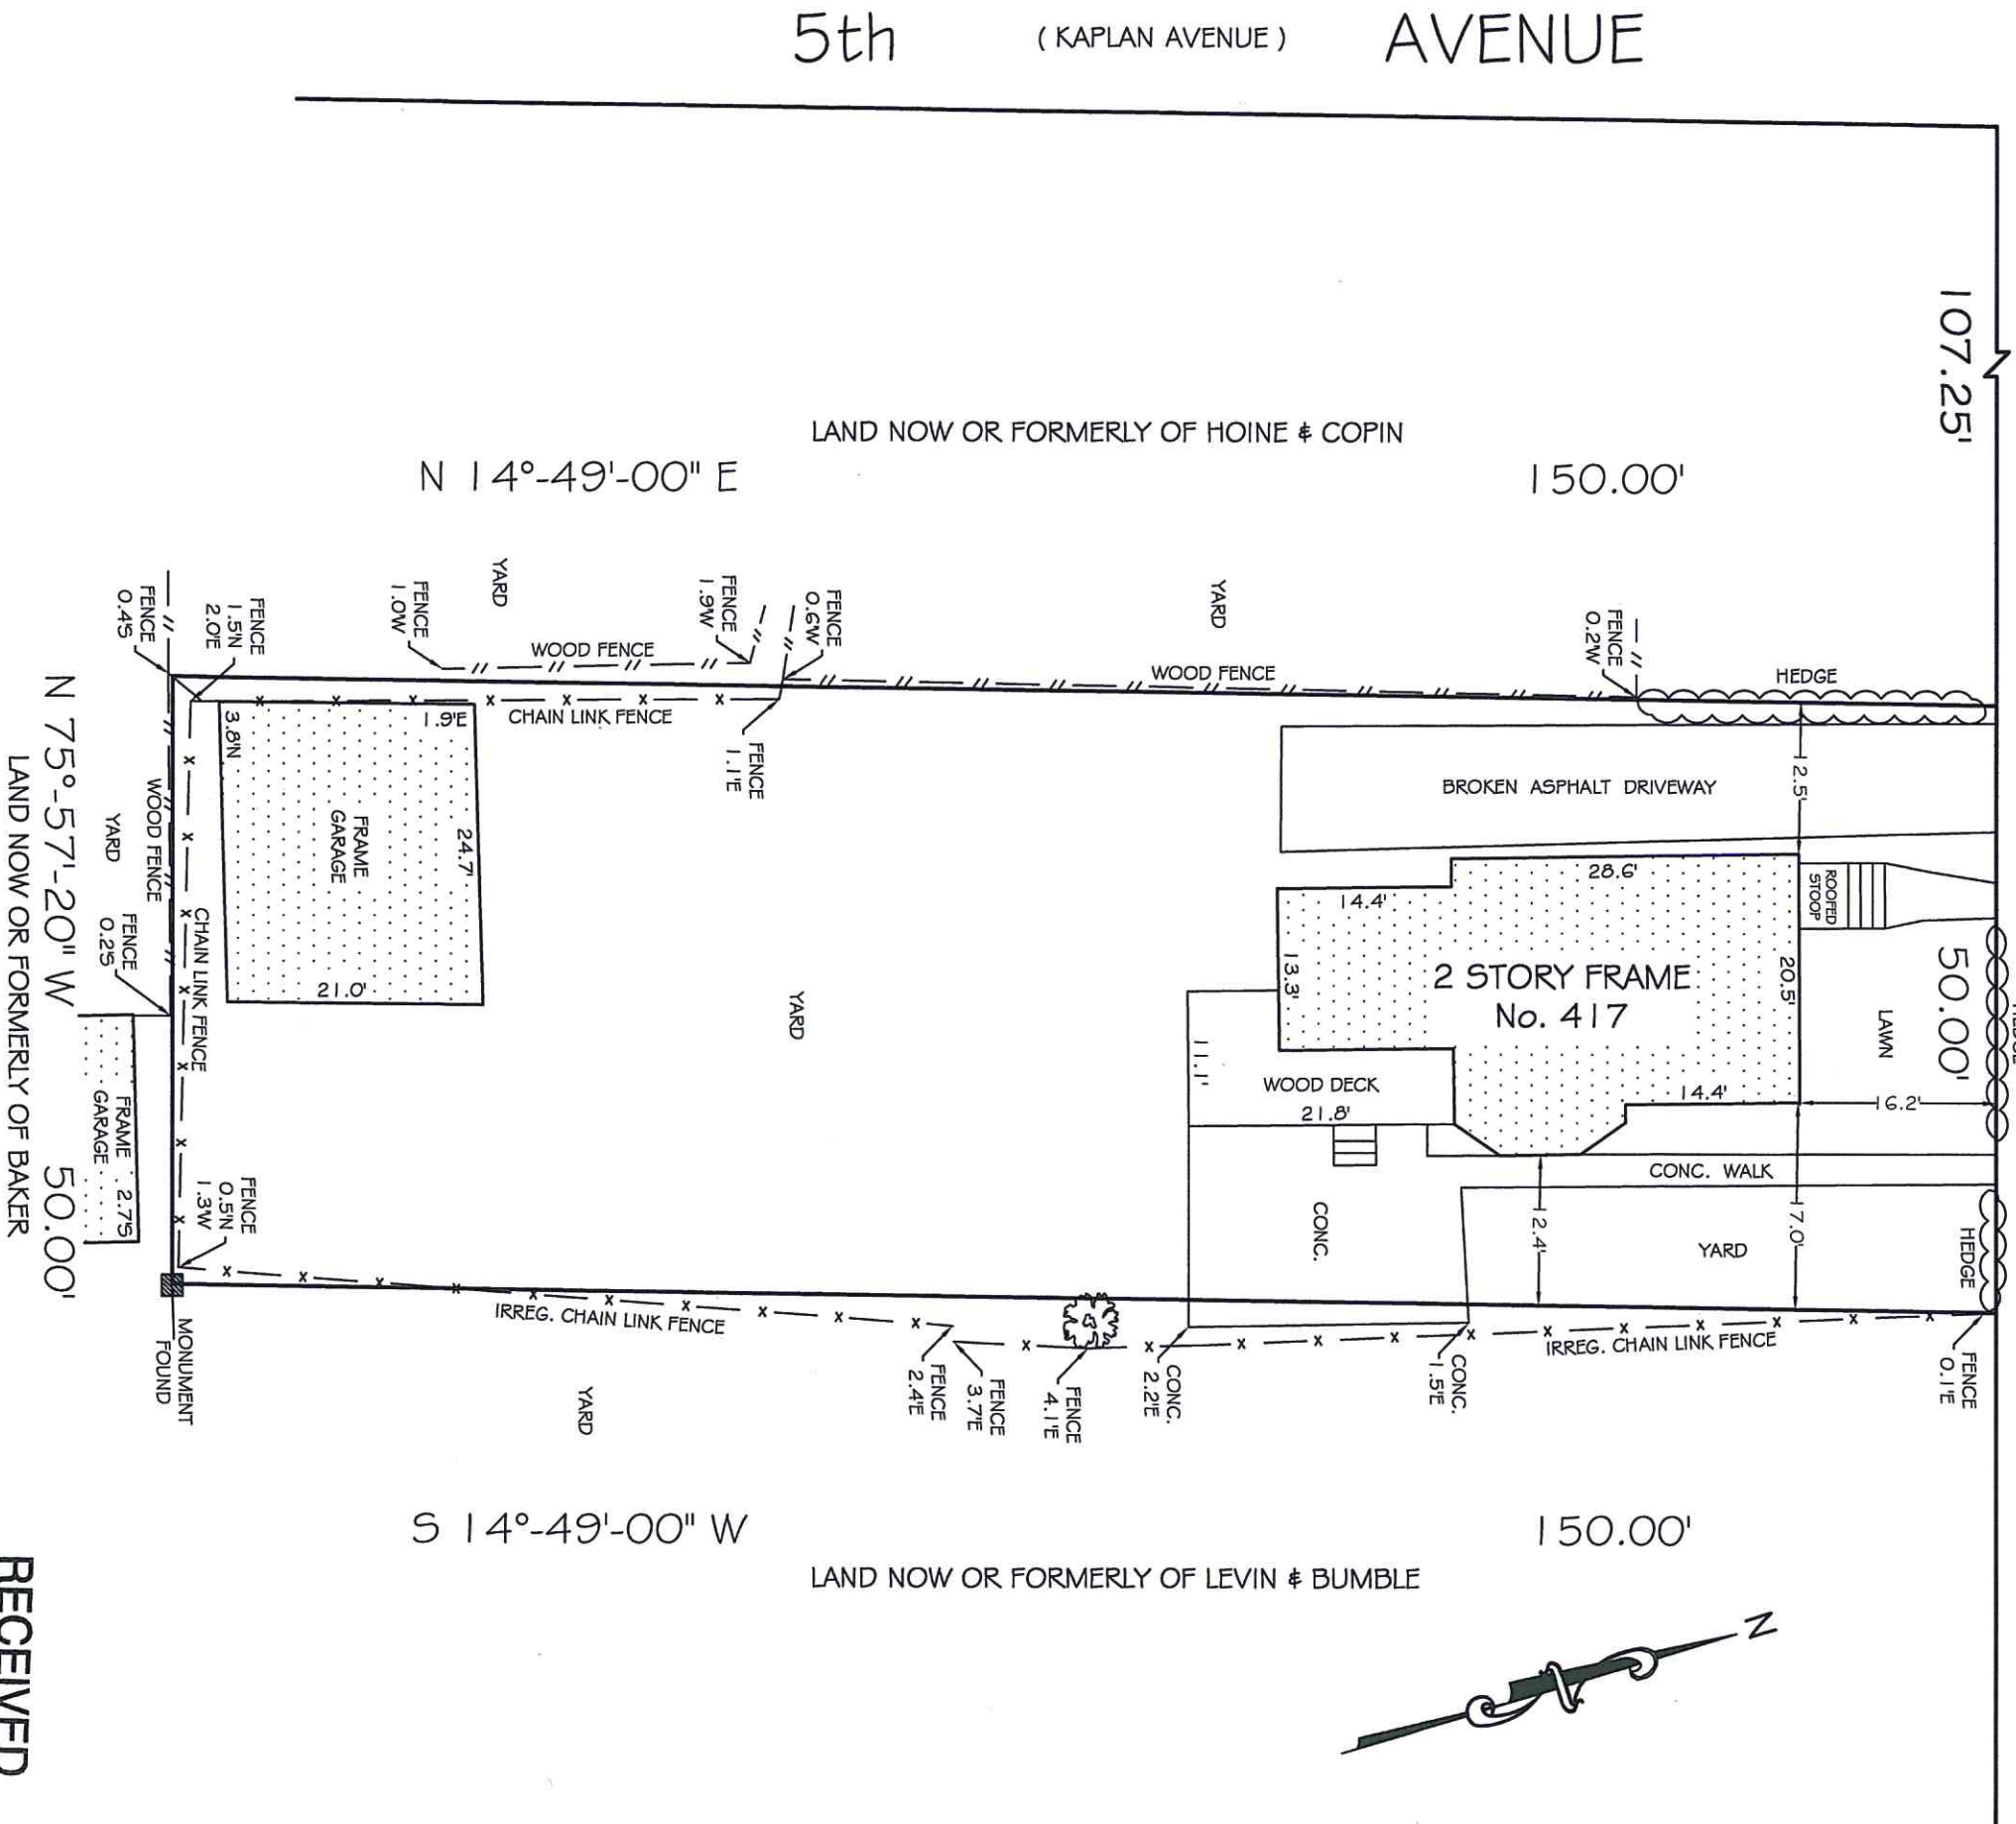 5th ( KAPLAN AVENUE ) AVENUE
107.25'
LAND NOW OR FORMERLY OF HOINE & COPIN
N 14°-49'-00" E 150.00'
YARD
YARD
FENCE
0.4'S
FENCE
1.5'N
2.0'E
FENCE
1.0'W
FENCE
1.9'W
FENCE
0.6'W
FENCE
0.2'W
WOOD FENCE
WOOD FENCE
HEDGE
CHAIN LINK FENCE
FENCE
1.1'E
3.8'N
1.9'E
24.7'
FRAME
GARAGE
21.0'
BROKEN ASPHALT DRIVEWAY
12.5'
28.6'
ROOFED
STOOP
14.4'
13.3'
2 STORY FRAME
No. 417
20.5'
LAWN
50.00'
HEDGE
14.4'
16.2'
YARD
11.1'
WOOD DECK
21.8'
CONC. WALK
CONC.
12.4'
17.0'
YARD
HEDGE
WOOD FENCE
YARD
CHAIN LINK FENCE
FENCE
0.2'S
N 75°-57'-20" W 50.00'
LAND NOW OR FORMERLY OF BAKER
FRAME 2.7'S
GARAGE
FENCE
0.5'N
1.3'W
IRREG. CHAIN LINK FENCE
IRREG. CHAIN LINK FENCE
MONUMENT
FOUND
YARD
FENCE
2.4'E
FENCE
3.7'E
FENCE
4.1'E
CONC.
2.2'E
CONC.
1.5'E
FENCE
0.1'E
S 14°-49'-00" W 150.00'
LAND NOW OR FORMERLY OF LEVIN & BUMBLE
N
RECEIVED